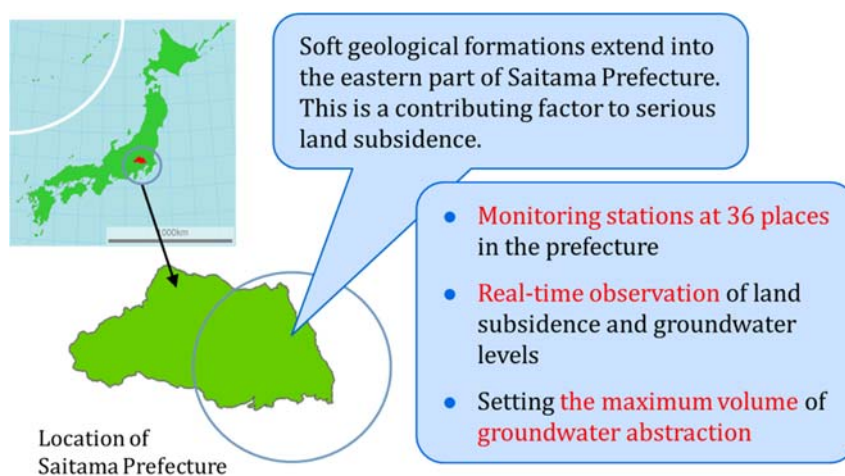 Soft geological formations extend into
the eastern part of Saitama Prefecture.
This is a contributing factor to serious
land subsidence.
1000km
Monitoring stations at 36 places
in the prefecture
Real-time observation of land
subsidence and groundwater
levels
Setting the maximum volume of
groundwater abstraction
Location of
Saitama Prefecture